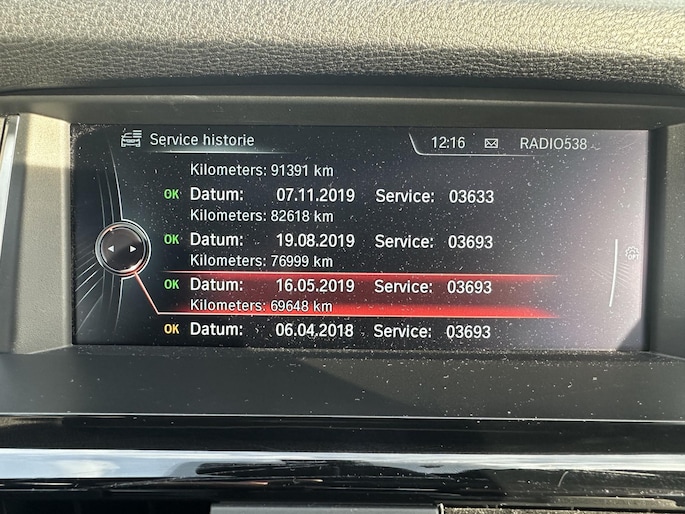 Service historie 12:16 RADIO538
Kilometers: 91391 km
OK Datum: 07.11.2019 Service: 03633
Kilometers: 82618 km
OK Datum: 19.08.2019 Service: 03693
Kilometers: 76999 km
OK Datum: 16.05.2019 Service: 03693
Kilometers: 69648 km
OK Datum: 06.04.2018 Service: 03693
OPT